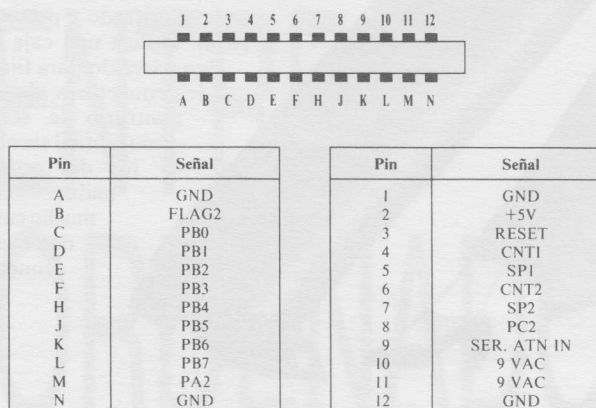 1 2 3 4 5 6 7 8 9 10 11 12
A B C D E F H J K L M N
Pin Señal
A GND
B FLAG2
C PB0
D PB1
E PB2
F PB3
H PB4
J PB5
K PB6
L PB7
M PA2
N GND
Pin Señal
1 GND
2 +5V
3 RESET
4 CNT1
5 SP1
6 CNT2
7 SP2
8 PC2
9 SER. ATN IN
10 9 VAC
11 9 VAC
12 GND